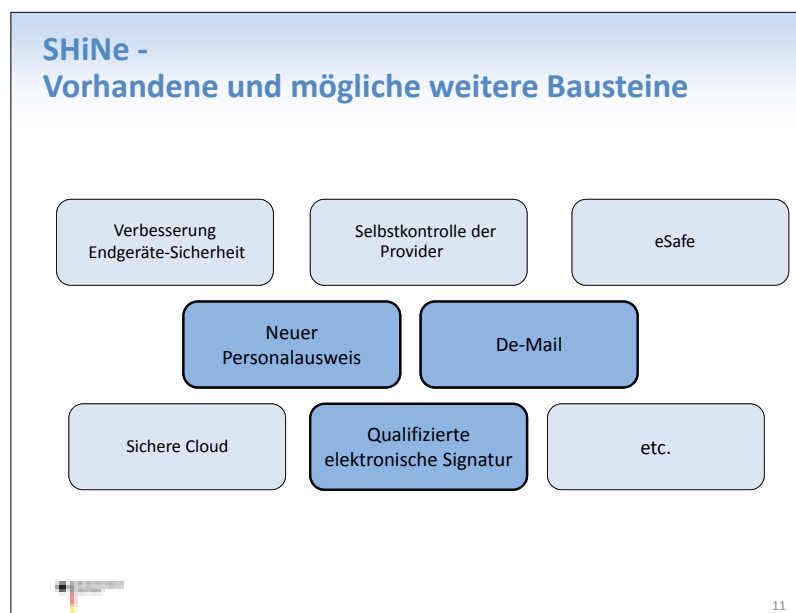 SHiNe -
Vorhandene und mögliche weitere Bausteine
Verbesserung
Endgeräte-Sicherheit
Selbstkontrolle der
Provider
eSafe
Neuer
Personalausweis
De-Mail
Sichere Cloud
Qualifizierte
elektronische Signatur
etc.
11